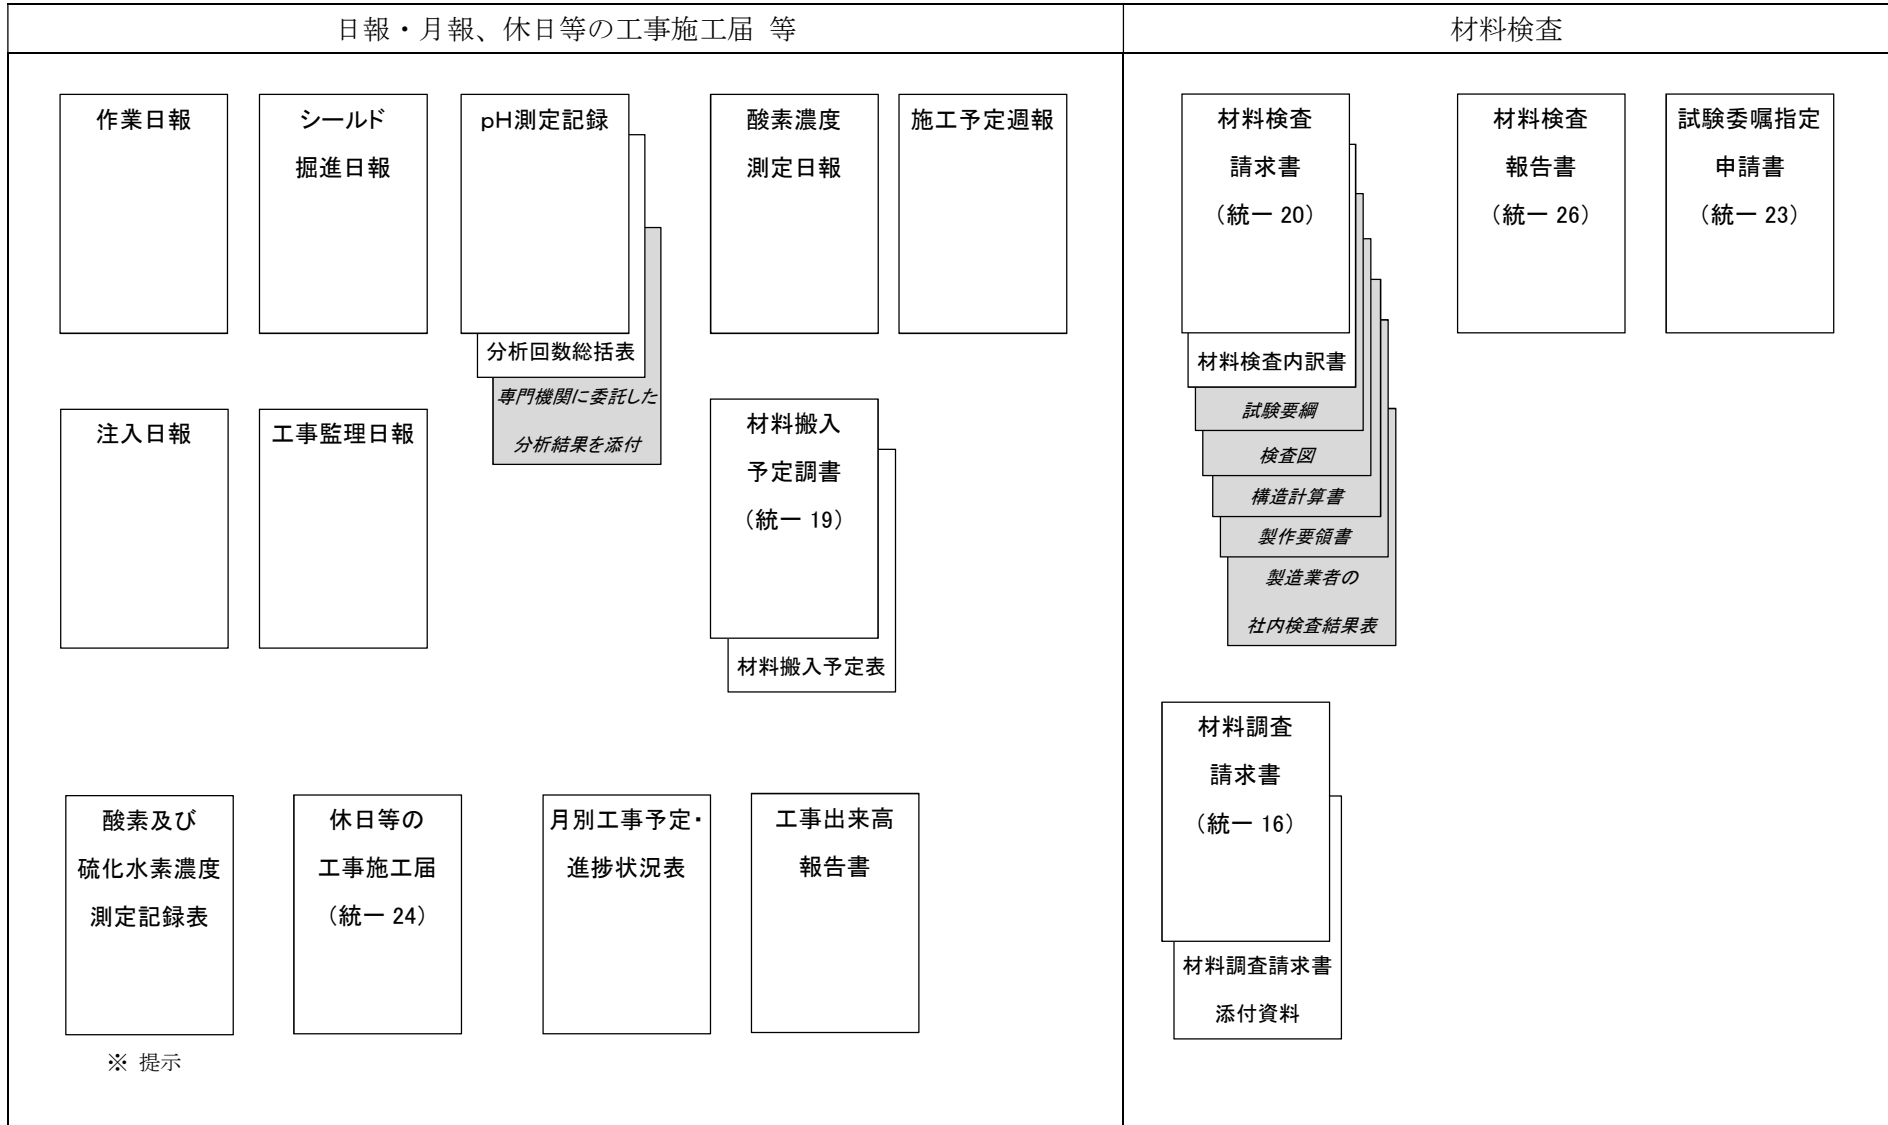 日報・月報、休日等の工事施工届 等
材料検査
作業日報
シールド
掘進日報
pH測定記録
分析回数総括表
専門機関に委託した
分析結果を添付
酸素濃度
測定日報
施工予定週報
注入日報
工事監理日報
材料搬入
予定調書
（統一 19）
材料搬入予定表
酸素及び
硫化水素濃度
測定記録表
※ 提示
休日等の
工事施工届
（統一 24）
月別工事予定・
進捗状況表
工事出来高
報告書
材料検査
請求書
（統一 20）
材料検査内訳書
試験要綱
検査図
構造計算書
製作要領書
製造業者の
社内検査結果表
材料検査
報告書
（統一 26）
試験委嘱指定
申請書
（統一 23）
材料調査
請求書
（統一 16）
材料調査請求書
添付資料